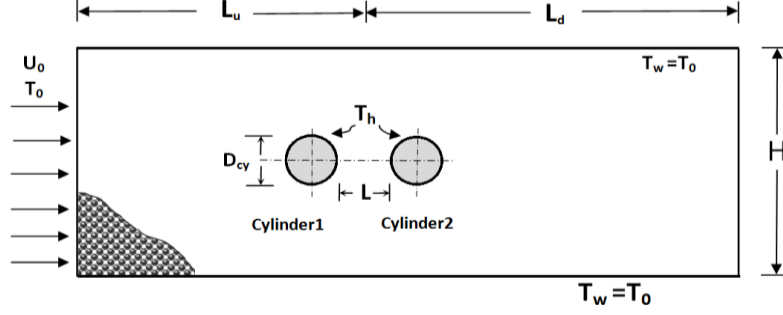 Lu
Ld
U0
T0
Tw=T0
Th
H
Dcy
L
Cylinder1
Cylinder2
Tw=T0